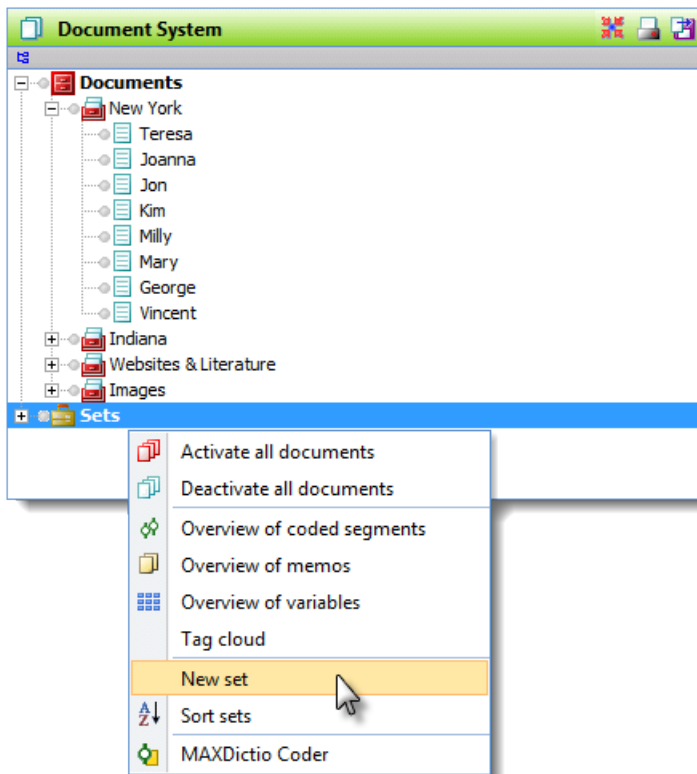 Document System
Documents
New York
Teresa
Joanna
Jon
Kim
Milly
Mary
George
Vincent
Indiana
Websites & Literature
Images
Sets
Activate all documents
Deactivate all documents
Overview of coded segments
Overview of memos
Overview of variables
Tag cloud
New set
Sort sets
MAXDictio Coder